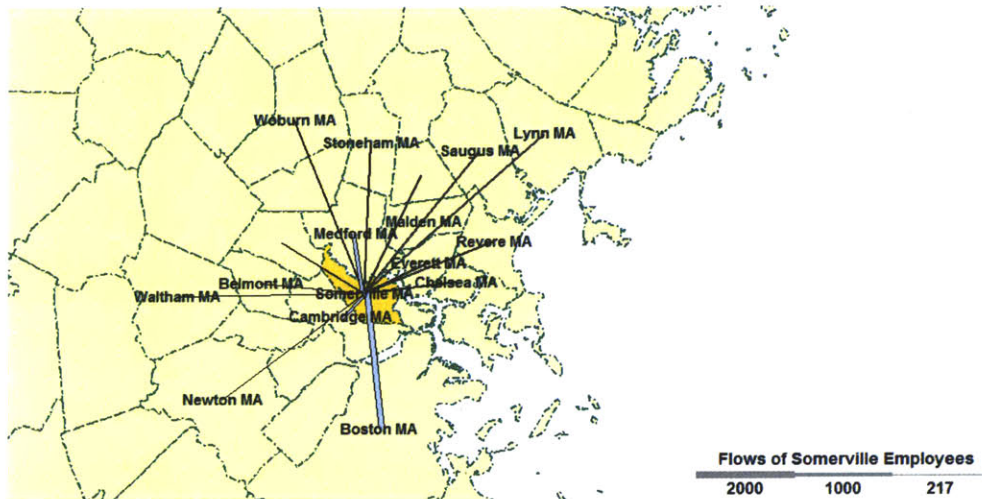 Woburn MA
Lynn MA
Stoneham MA
Saugus MA
Malden MA
Medford MA
Revere MA
Everett MA
Belmont MA
Chelsea MA
Waltham MA
Somerville MA
Cambridge MA
Newton MA
Boston MA
Flows of Somerville Employees
2000 1000 217